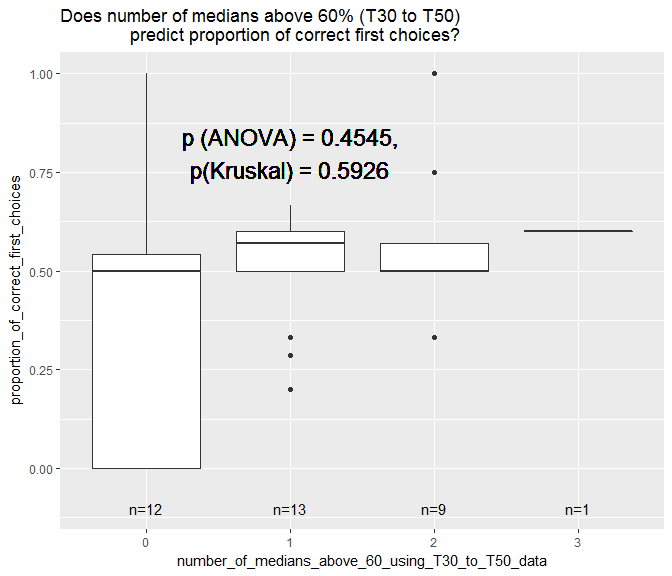 Does number of medians above 60% (T30 to T50)
predict proportion of correct first choices?
1.00
p (ANOVA) = 0.4545,
p(Kruskal) = 0.5926
0.75
0.50
0.25
0.00
proportion_of_correct_first_choices
n=12 n=13 n=9 n=1
0 1 2 3
number_of_medians_above_60_using_T30_to_T50_data